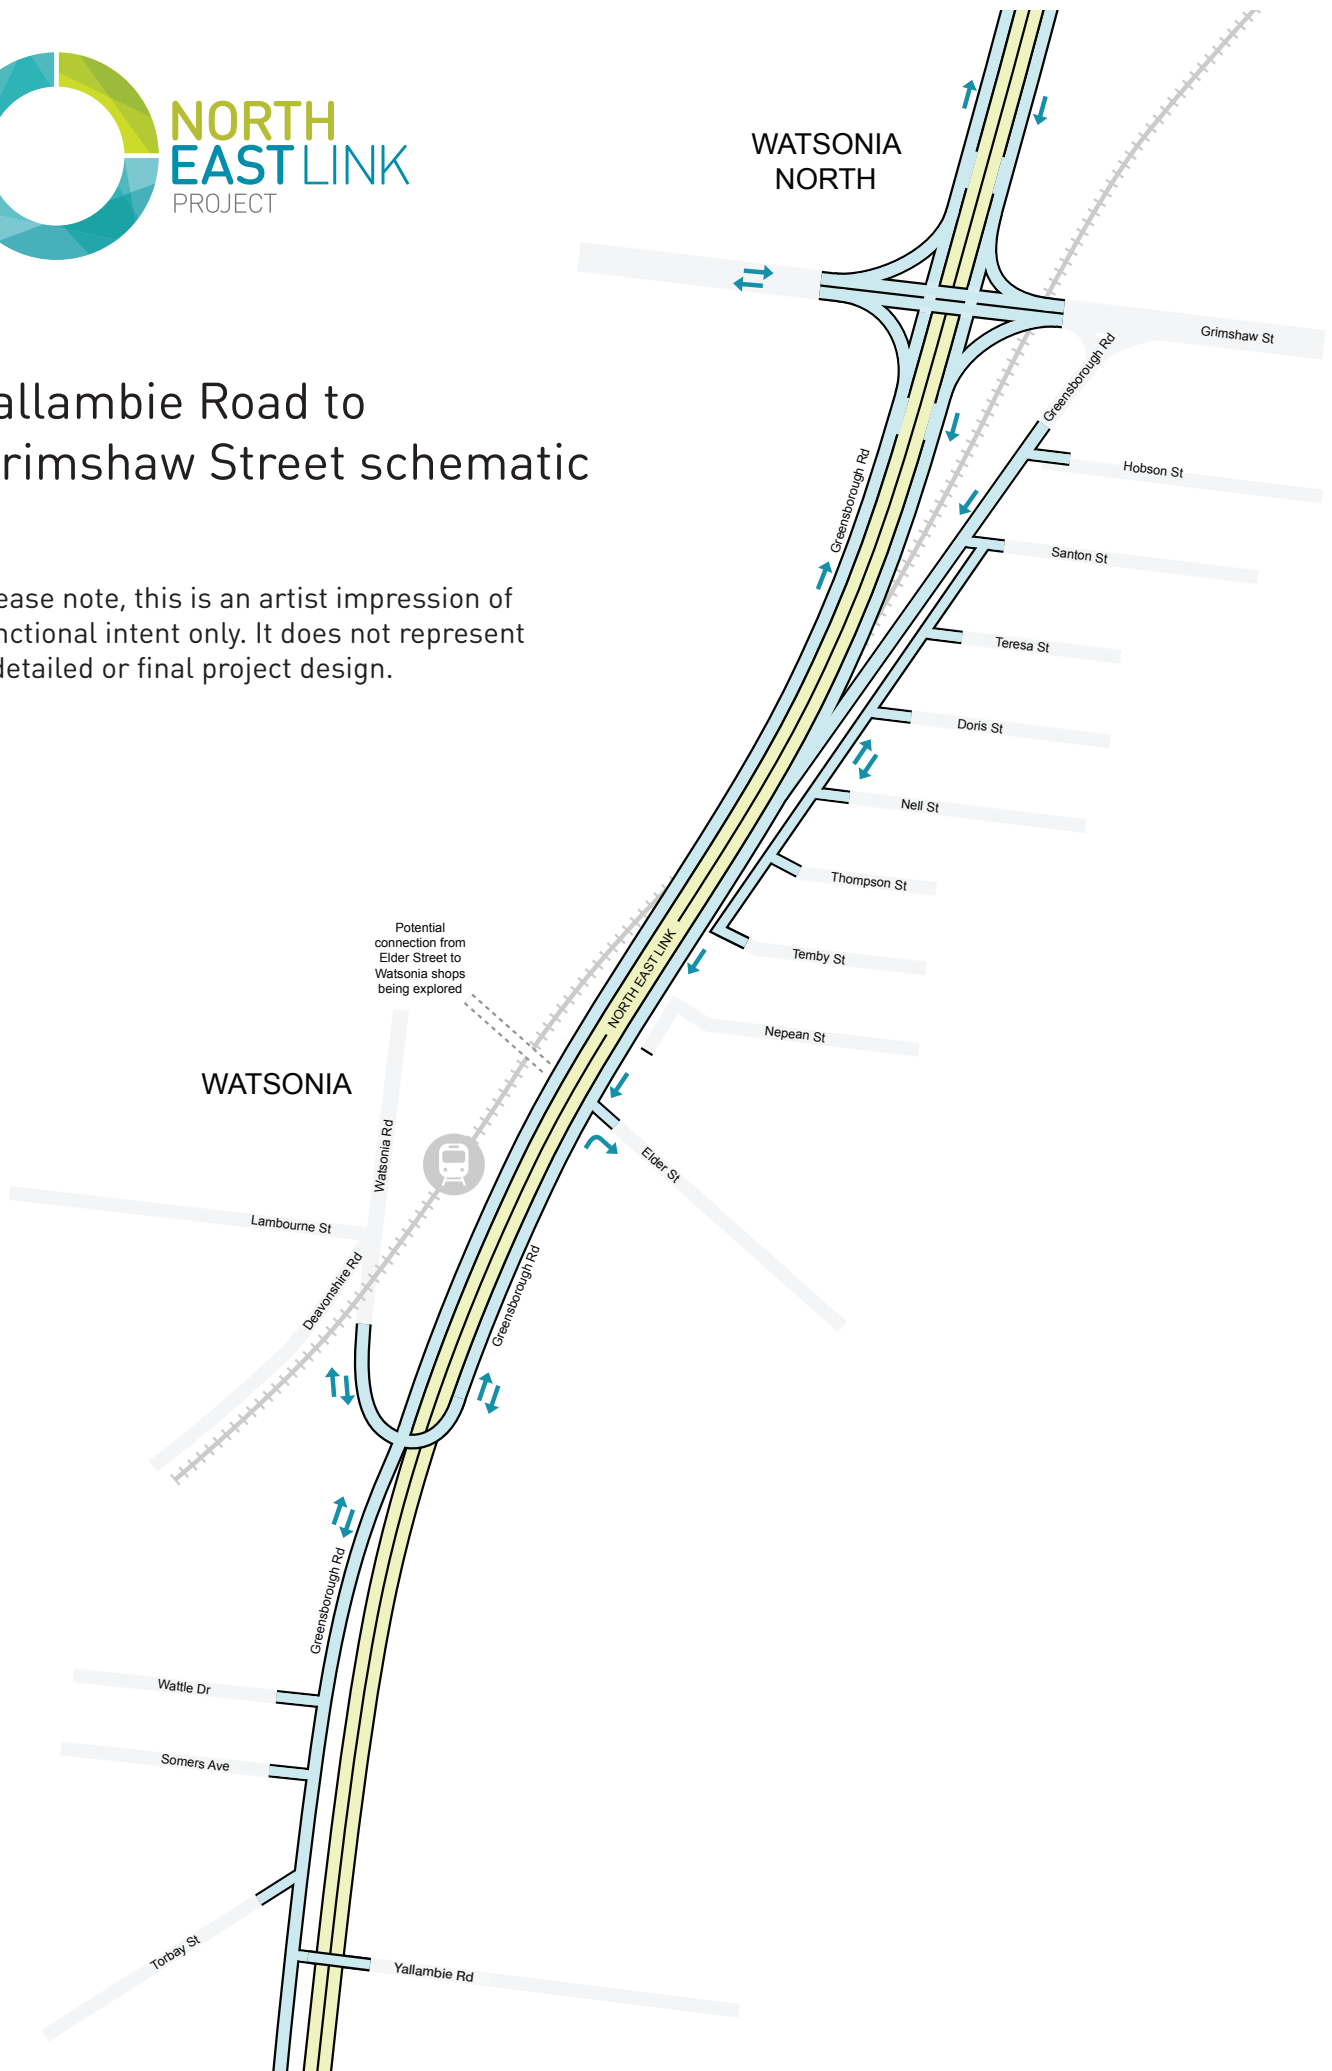 NORTH
EAST LINK
PROJECT
WATSONIA
NORTH
allambie Road to
rimshaw Street schematic
ease note, this is an artist impression of
nctional intent only. It does not represent
detailed or final project design.
Grimshaw St
Greensborough Rd
Hobson St
Greensborough Rd
Santon St
Teresa St
Doris St
Nell St
Thompson St
Temby St
NORTH EAST LINK
Nepean St
Potential
connection from
Elder Street to
Watsonia shops
being explored
WATSONIA
Watsonia Rd
Elder St
Lambourne St
Deavonshire Rd
Greensborough Rd
Greensborough Rd
Wattle Dr
Somers Ave
Torbay St
Yallambie Rd